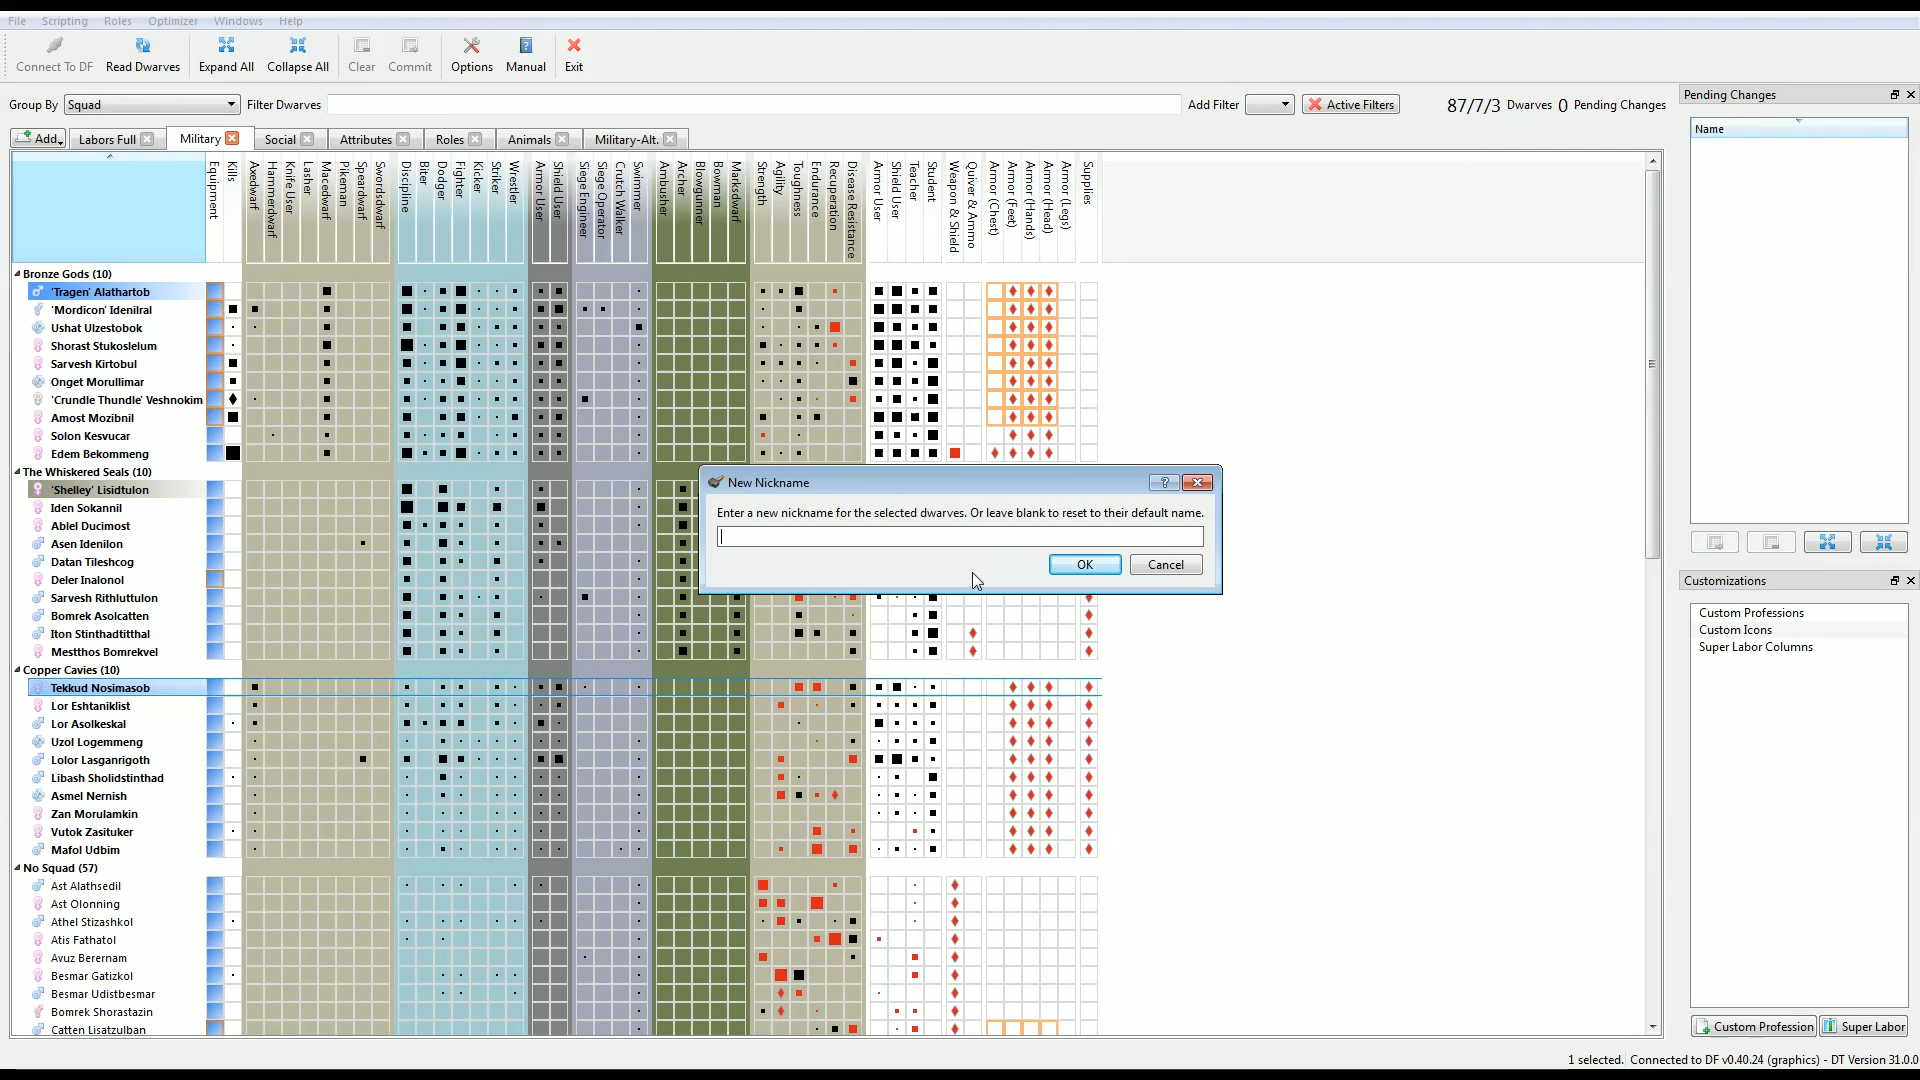 File Scripting Roles Optimizer Windows Help
Connect To DF Read Dwarves Expand All Collapse All Clear Commit Options Manual Exit
Group By Squad Filter Dwarves Add Filter Active Filters 87/7/3 Dwarves 0 Pending Changes
Add Labors Full Military Social Attributes Roles Animals Military-Alt.
Equipment
Kills
Axedwarf
Hammerdwarf
Knife User
Lasher
Macedwarf
Pikeman
Speardwarf
Swordsdwarf
Discipline
Biter
Dodger
Fighter
Kicker
Striker
Wrestler
Armor User
Shield User
Siege Engineer
Siege Operator
Crutch Walker
Swimmer
Ambusher
Archer
Blowgunner
Bowman
Marksdwarf
Strength
Agility
Toughness
Endurance
Recuperation
Disease Resistance
Armor User
Shield User
Teacher
Student
Weapon & Shield
Quiver & Ammo
Armor (Chest)
Armor (Feet)
Armor (Hands)
Armor (Head)
Armor (Legs)
Supplies
Bronze Gods (10)
'Tragen' Alathartob
'Mordicon' Idenilral
Ushat Ulzestobok
Shorast Stukoslelum
Sarvesh Kirtobul
Onget Morullimar
'Crundle Thundle' Veshnokim
Amost Mozibnil
Solon Kesvucar
Edem Bekommeng
The Whiskered Seals (10)
'Shelley' Lisidtulon
Iden Sokannil
Ablel Ducimost
Asen Idenilon
Datan Tileshcog
Deler Inalonol
Sarvesh Rithluttulon
Bomrek Asolcatten
Iton Stinthadtitthal
Mestthos Bomrekvel
Copper Cavies (10)
Tekkud Nosimasob
Lor Eshtaniklist
Lor Asolkeskal
Uzol Logemmeng
Lolor Lasganrigoth
Libash Sholidstinthad
Asmel Nernish
Zan Morulamkin
Vutok Zasituker
Mafol Udbim
No Squad (57)
Ast Alathsedil
Ast Olonning
Athel Stizashkol
Atis Fathatol
Avuz Berernam
Besmar Gatizkol
Besmar Udistbesmar
Bomrek Shorastazin
Catten Lisatzulban
New Nickname
Enter a new nickname for the selected dwarves. Or leave blank to reset to their default name.
OK Cancel
Pending Changes
Name
Customizations
Custom Professions
Custom Icons
Super Labor Columns
Custom Profession Super Labor
1 selected. Connected to DF v0.40.24 (graphics) - DT Version 31.0.0